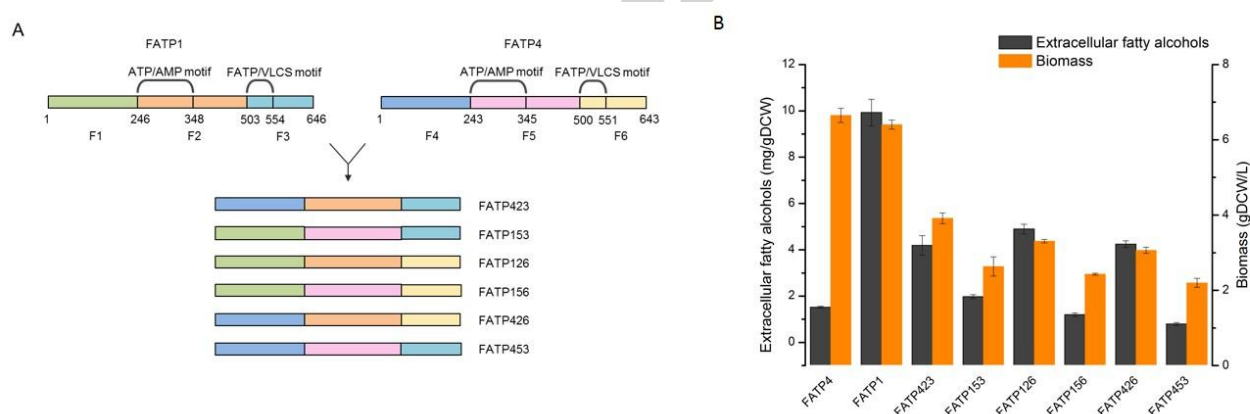 A
FATP1
FATP4
ATP/AMP motif
FATP/VLCS motif
ATP/AMP motif
FATP/VLCS motif
1
246
348
503
554
646
1
243
345
500
551
643
F1
F2
F3
F4
F5
F6
FATP423
FATP153
FATP126
FATP156
FATP426
FATP453
B
Extracellular fatty alcohols
Biomass
Extracellular fatty alcohols (mg/gDCW)
12
10
8
6
4
2
0
8
6
4
2
0
Biomass (gDCW/L)
FATP4
FATP1
FATP423
FATP153
FATP126
FATP156
FATP426
FATP453